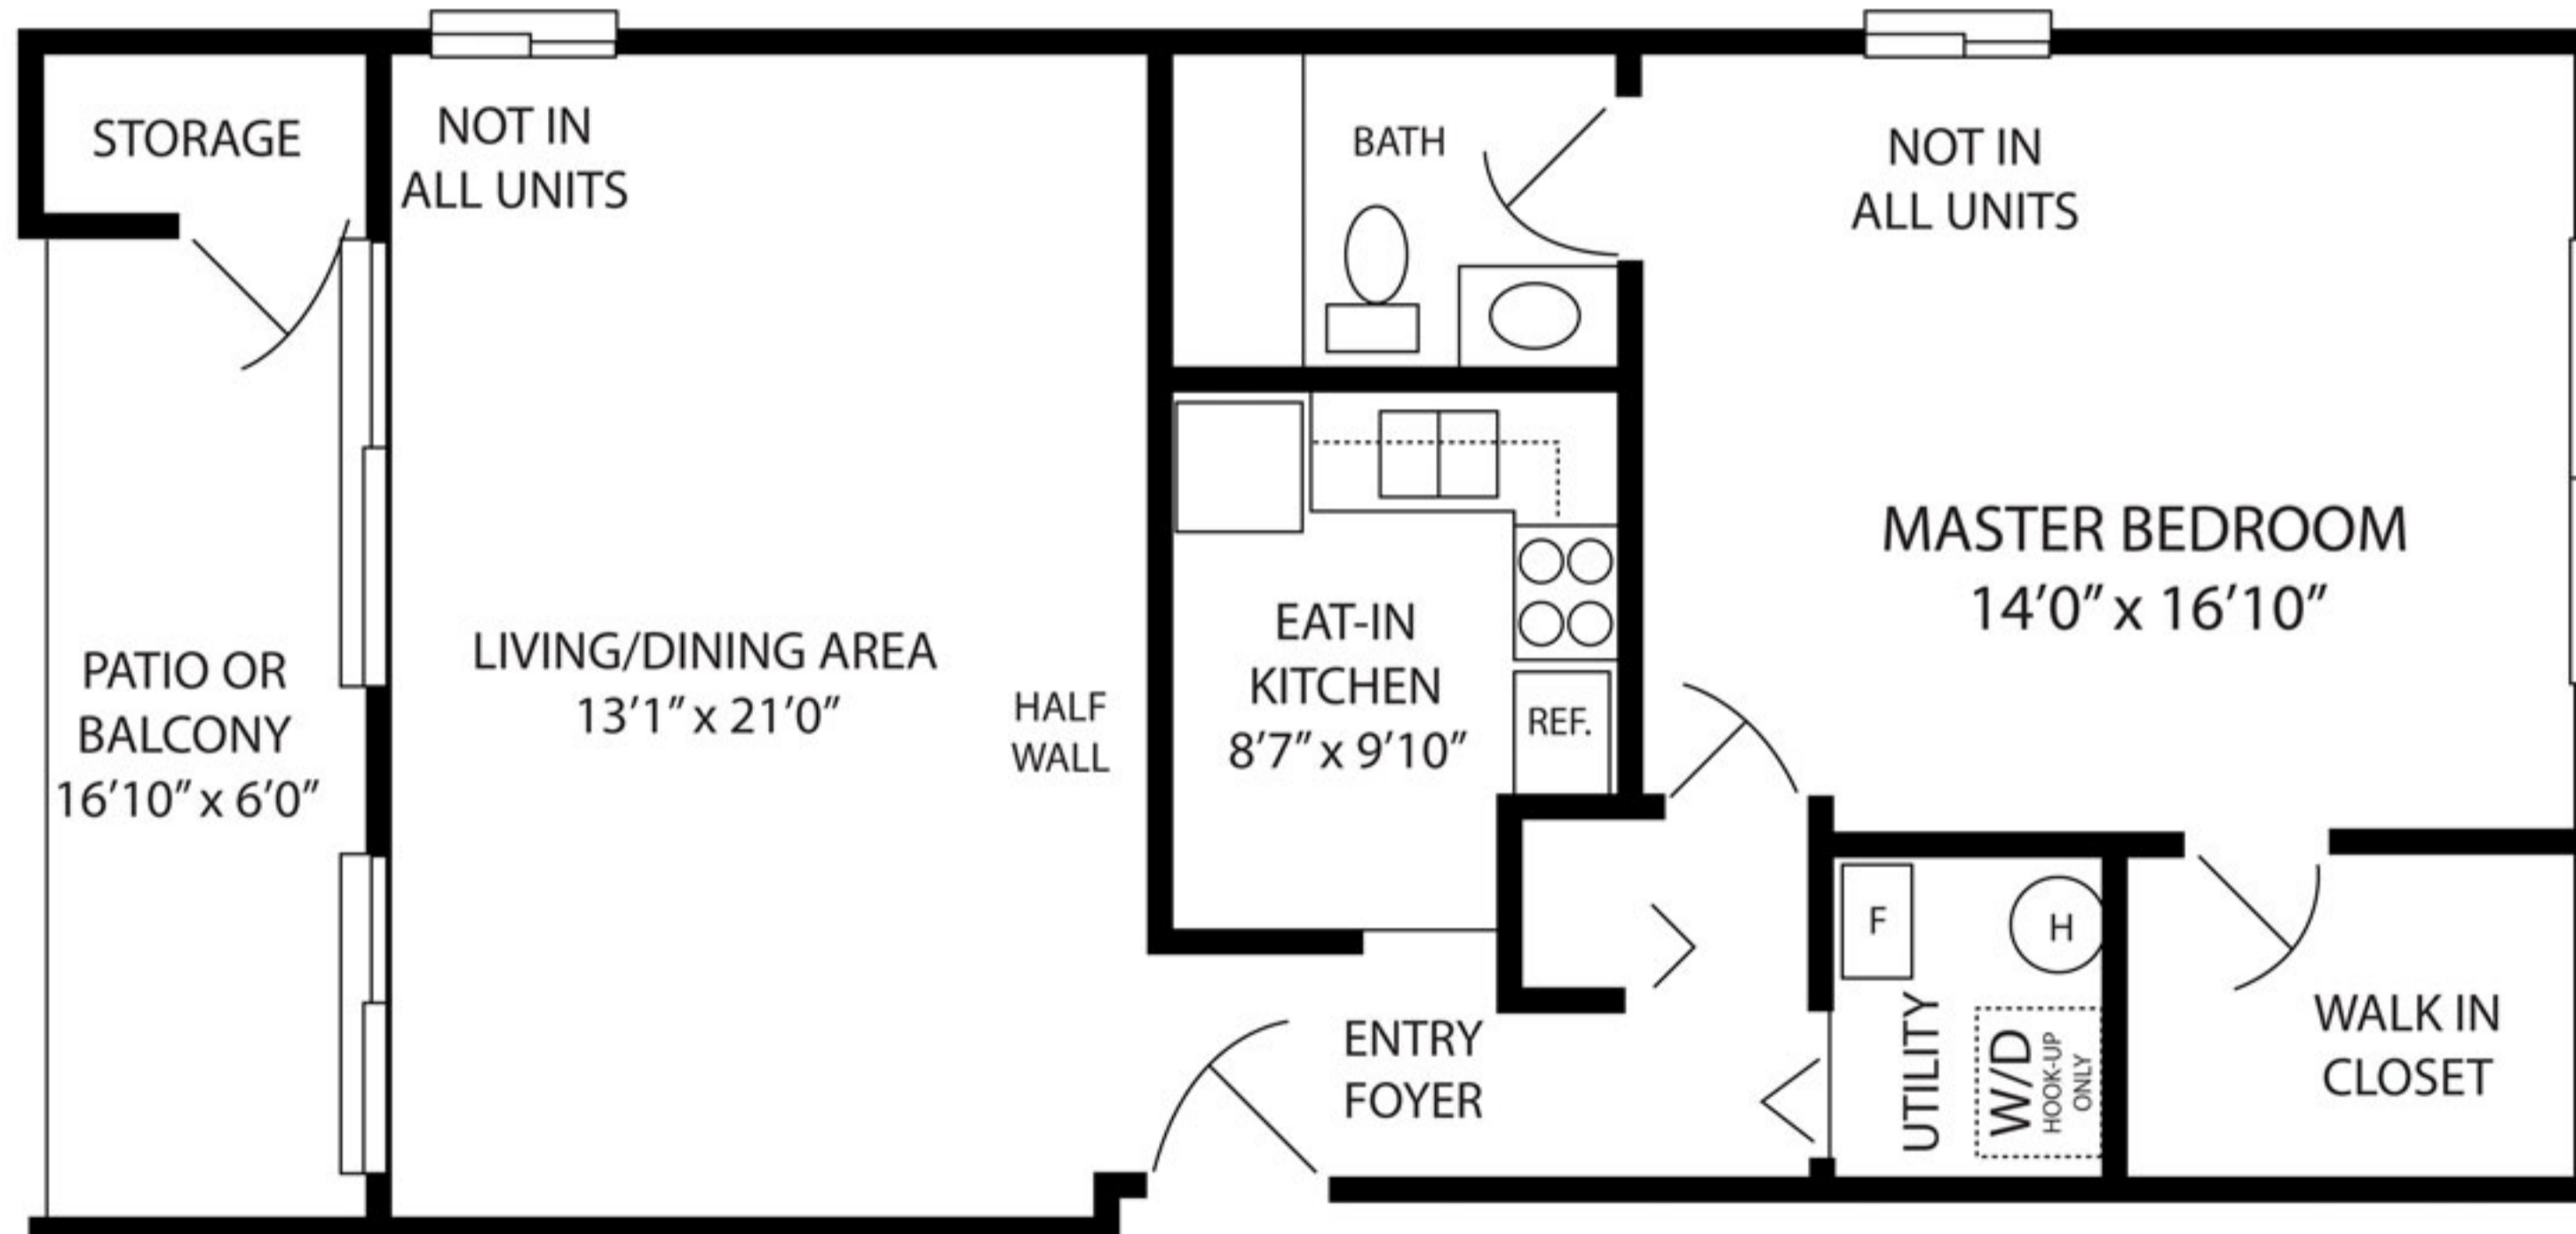 STORAGE
NOT IN
ALL UNITS
BATH
NOT IN
ALL UNITS
PATIO OR
BALCONY
16’10” x 6’0”
LIVING/DINING AREA
13’1” x 21’0”
HALF
WALL
EAT-IN
KITCHEN
8’7” x 9’10”
REF.
MASTER BEDROOM
14’0” x 16’10”
ENTRY
FOYER
F
H
UTILITY
W/D
HOOK-UP
ONLY
WALK IN
CLOSET